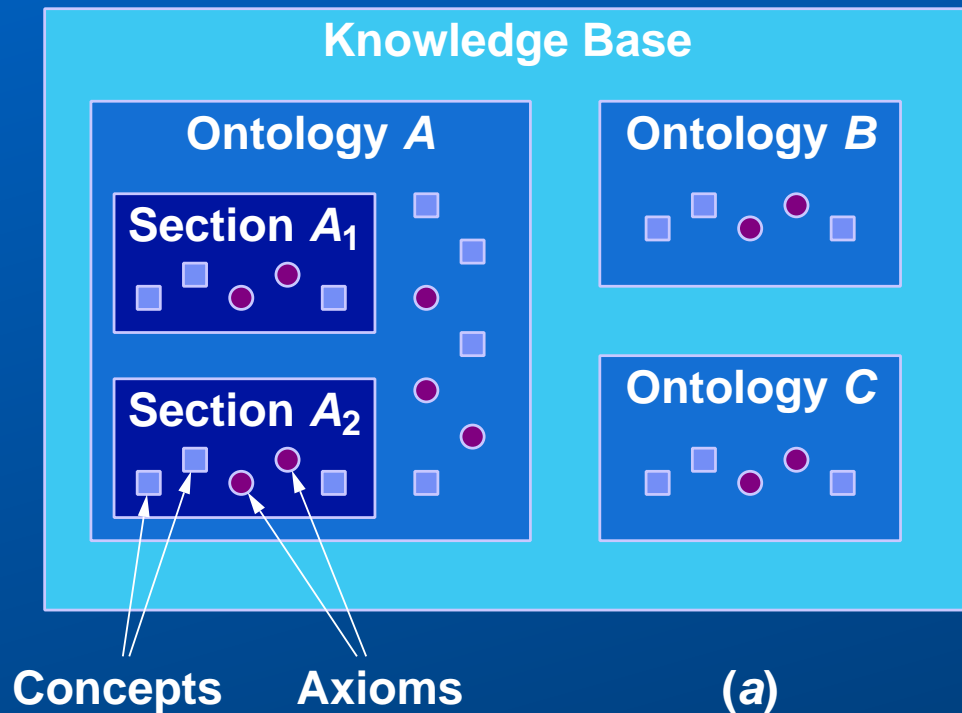 Knowledge Base
Ontology A
Ontology B
Section A1
Section A2
Ontology C
Concepts
Axioms
(a)